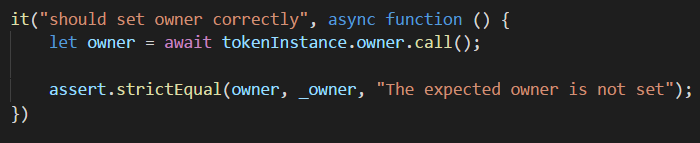 it("should set owner correctly", async function () {
let owner = await tokenInstance.owner.call();
assert.strictEqual(owner, _owner, "The expected owner is not set");
})